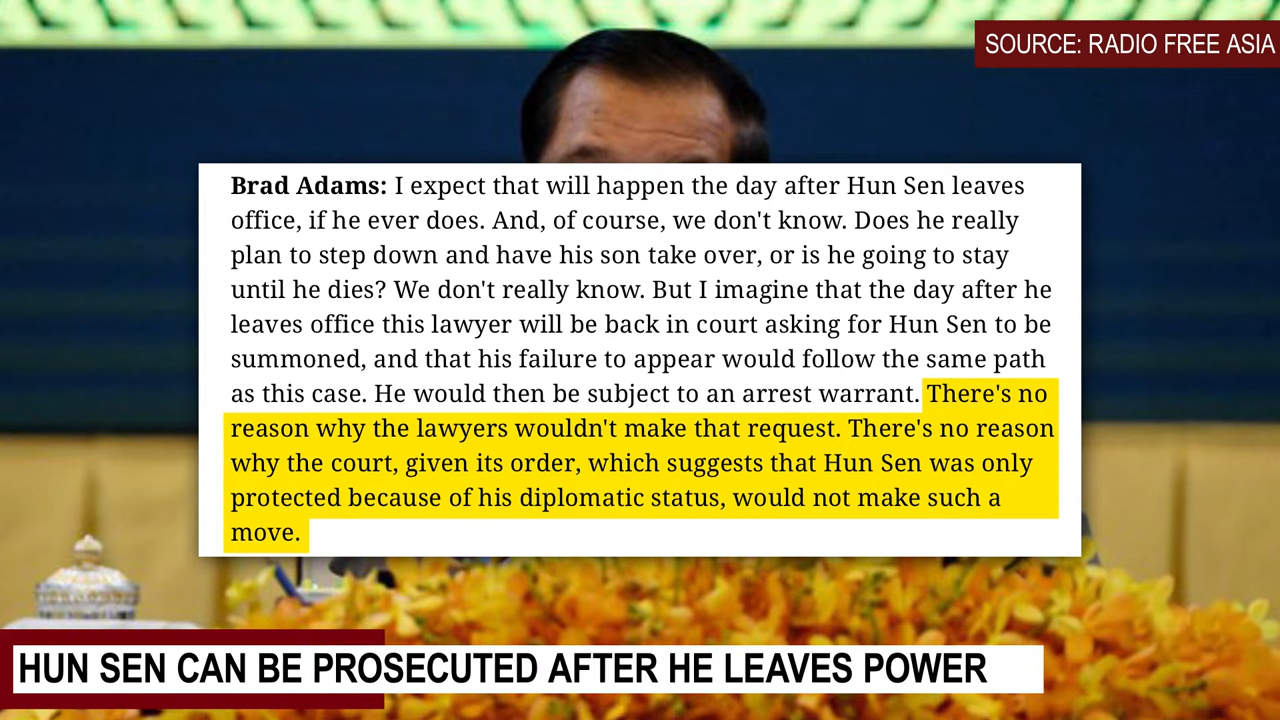 SOURCE: RADIO FREE ASIA
Brad Adams: I expect that will happen the day after Hun Sen leaves
office, if he ever does. And, of course, we don't know. Does he really
plan to step down and have his son take over, or is he going to stay
until he dies? We don't really know. But I imagine that the day after he
leaves office this lawyer will be back in court asking for Hun Sen to be
summoned, and that his failure to appear would follow the same path
as this case. He would then be subject to an arrest warrant. There's no
reason why the lawyers wouldn't make that request. There's no reason
why the court, given its order, which suggests that Hun Sen was only
protected because of his diplomatic status, would not make such a
move.
HUN SEN CAN BE PROSECUTED AFTER HE LEAVES POWER